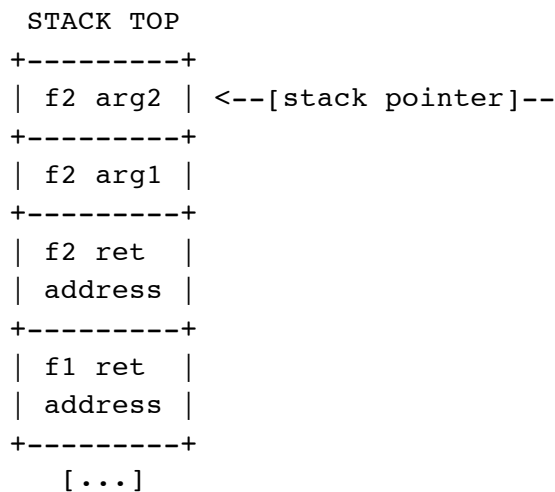 STACK TOP
+---------+
| f2 arg2 | <--[stack pointer]--
+---------+
| f2 arg1 |
+---------+
| f2 ret  |
| address |
+---------+
| f1 ret  |
| address |
+---------+
[...]